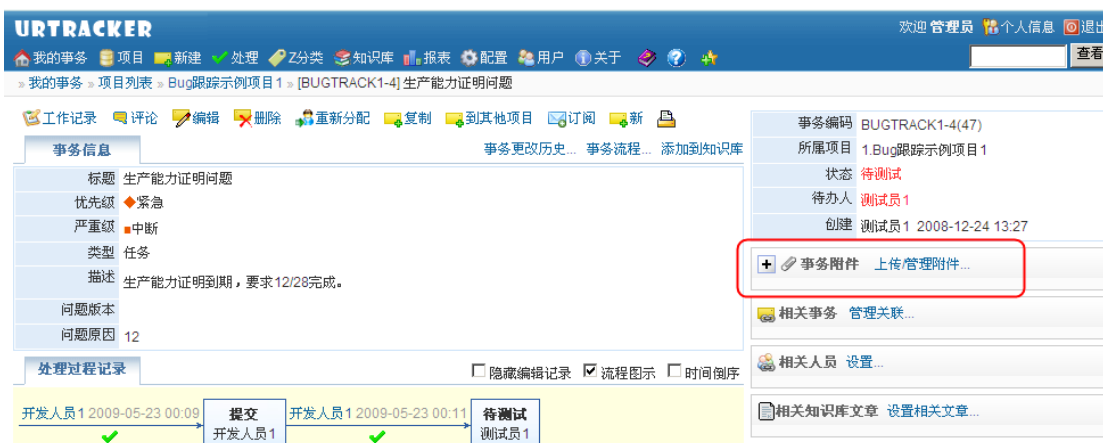 URTRACKER
欢迎 管理员 个人信息 退出
我的事务 项目 新建 处理 Z分类 知识库 报表 配置 用户 关于 查看
» 我的事务 » 项目列表 » Bug跟踪示例项目1 » [BUGTRACK1-4] 生产能力证明问题
工作记录 评论 编辑 删除 重新分配 复制 到其他项目 订阅 新
事务信息 事务更改历史... 事务流程... 添加到知识库
标题 生产能力证明问题
优先级 紧急
严重级 中断
类型 任务
描述 生产能力证明到期，要求12/28完成。
问题版本
问题原因 12
处理过程记录 隐藏编辑记录 流程图示 时间倒序
开发人员1 2009-05-23 00:09
提交
开发人员1
开发人员1 2009-05-23 00:11
待测试
测试员1
事务编码 BUGTRACK1-4(47)
所属项目 1.Bug跟踪示例项目1
状态 待测试
待办人 测试员1
创建 测试员1 2008-12-24 13:27
事务附件 上传/管理附件...
相关事务 管理关联...
相关人员 设置...
相关知识库文章 设置相关文章...